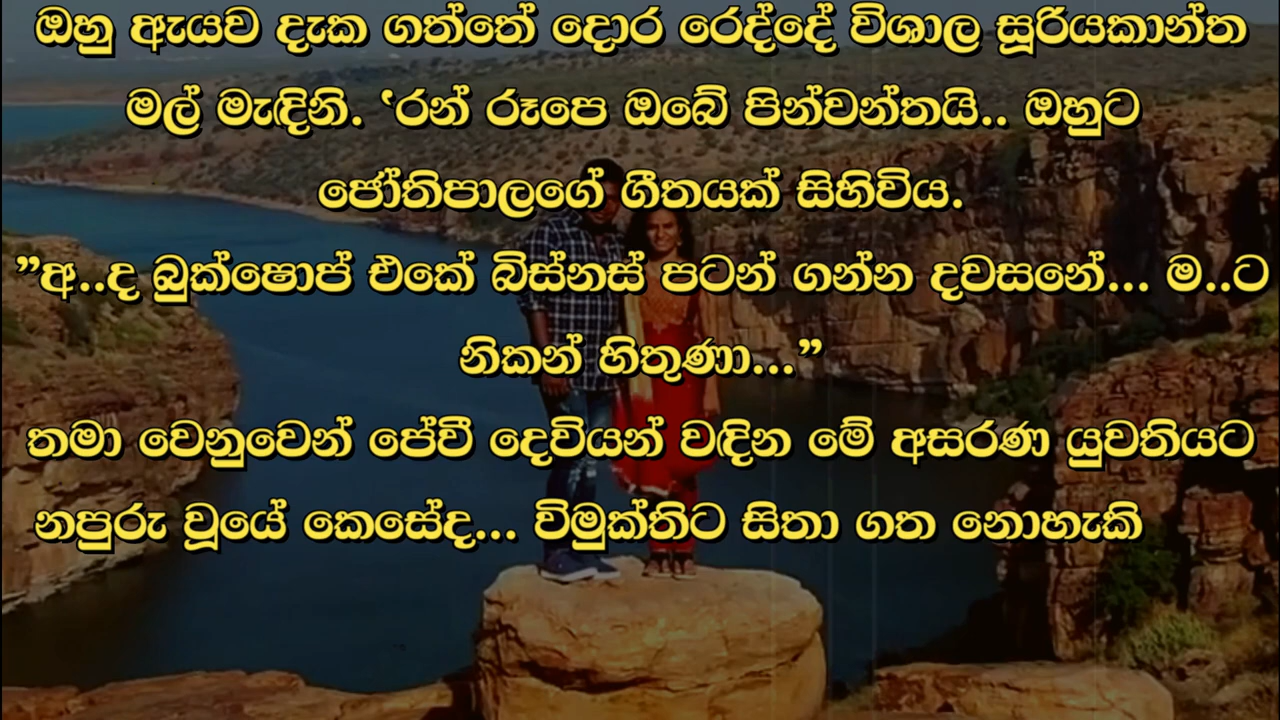 ඔහු ඇයව දැක ගත්තේ දොර රෙද්දේ විශාල සූරියකාන්ත
මල් මැඳිනි. ‛රන් රූපෙ ඔබේ පින්වන්තයි.. ඔහුට
ජෝතිපාලගේ ගීතයක් සිහිවිය.
”අ..ද බුක්ෂොප් එකේ බිස්නස් පටන් ගන්න දවසනේ... ම..ට
නිකන් හිතුණා...”
තමා වෙනුවෙන් පේවී දෙවියන් වඳින මේ අසරණ යුවතියට
නපුරු වූයේ කෙසේද... විමුක්තිට සිතා ගත නොහැකි